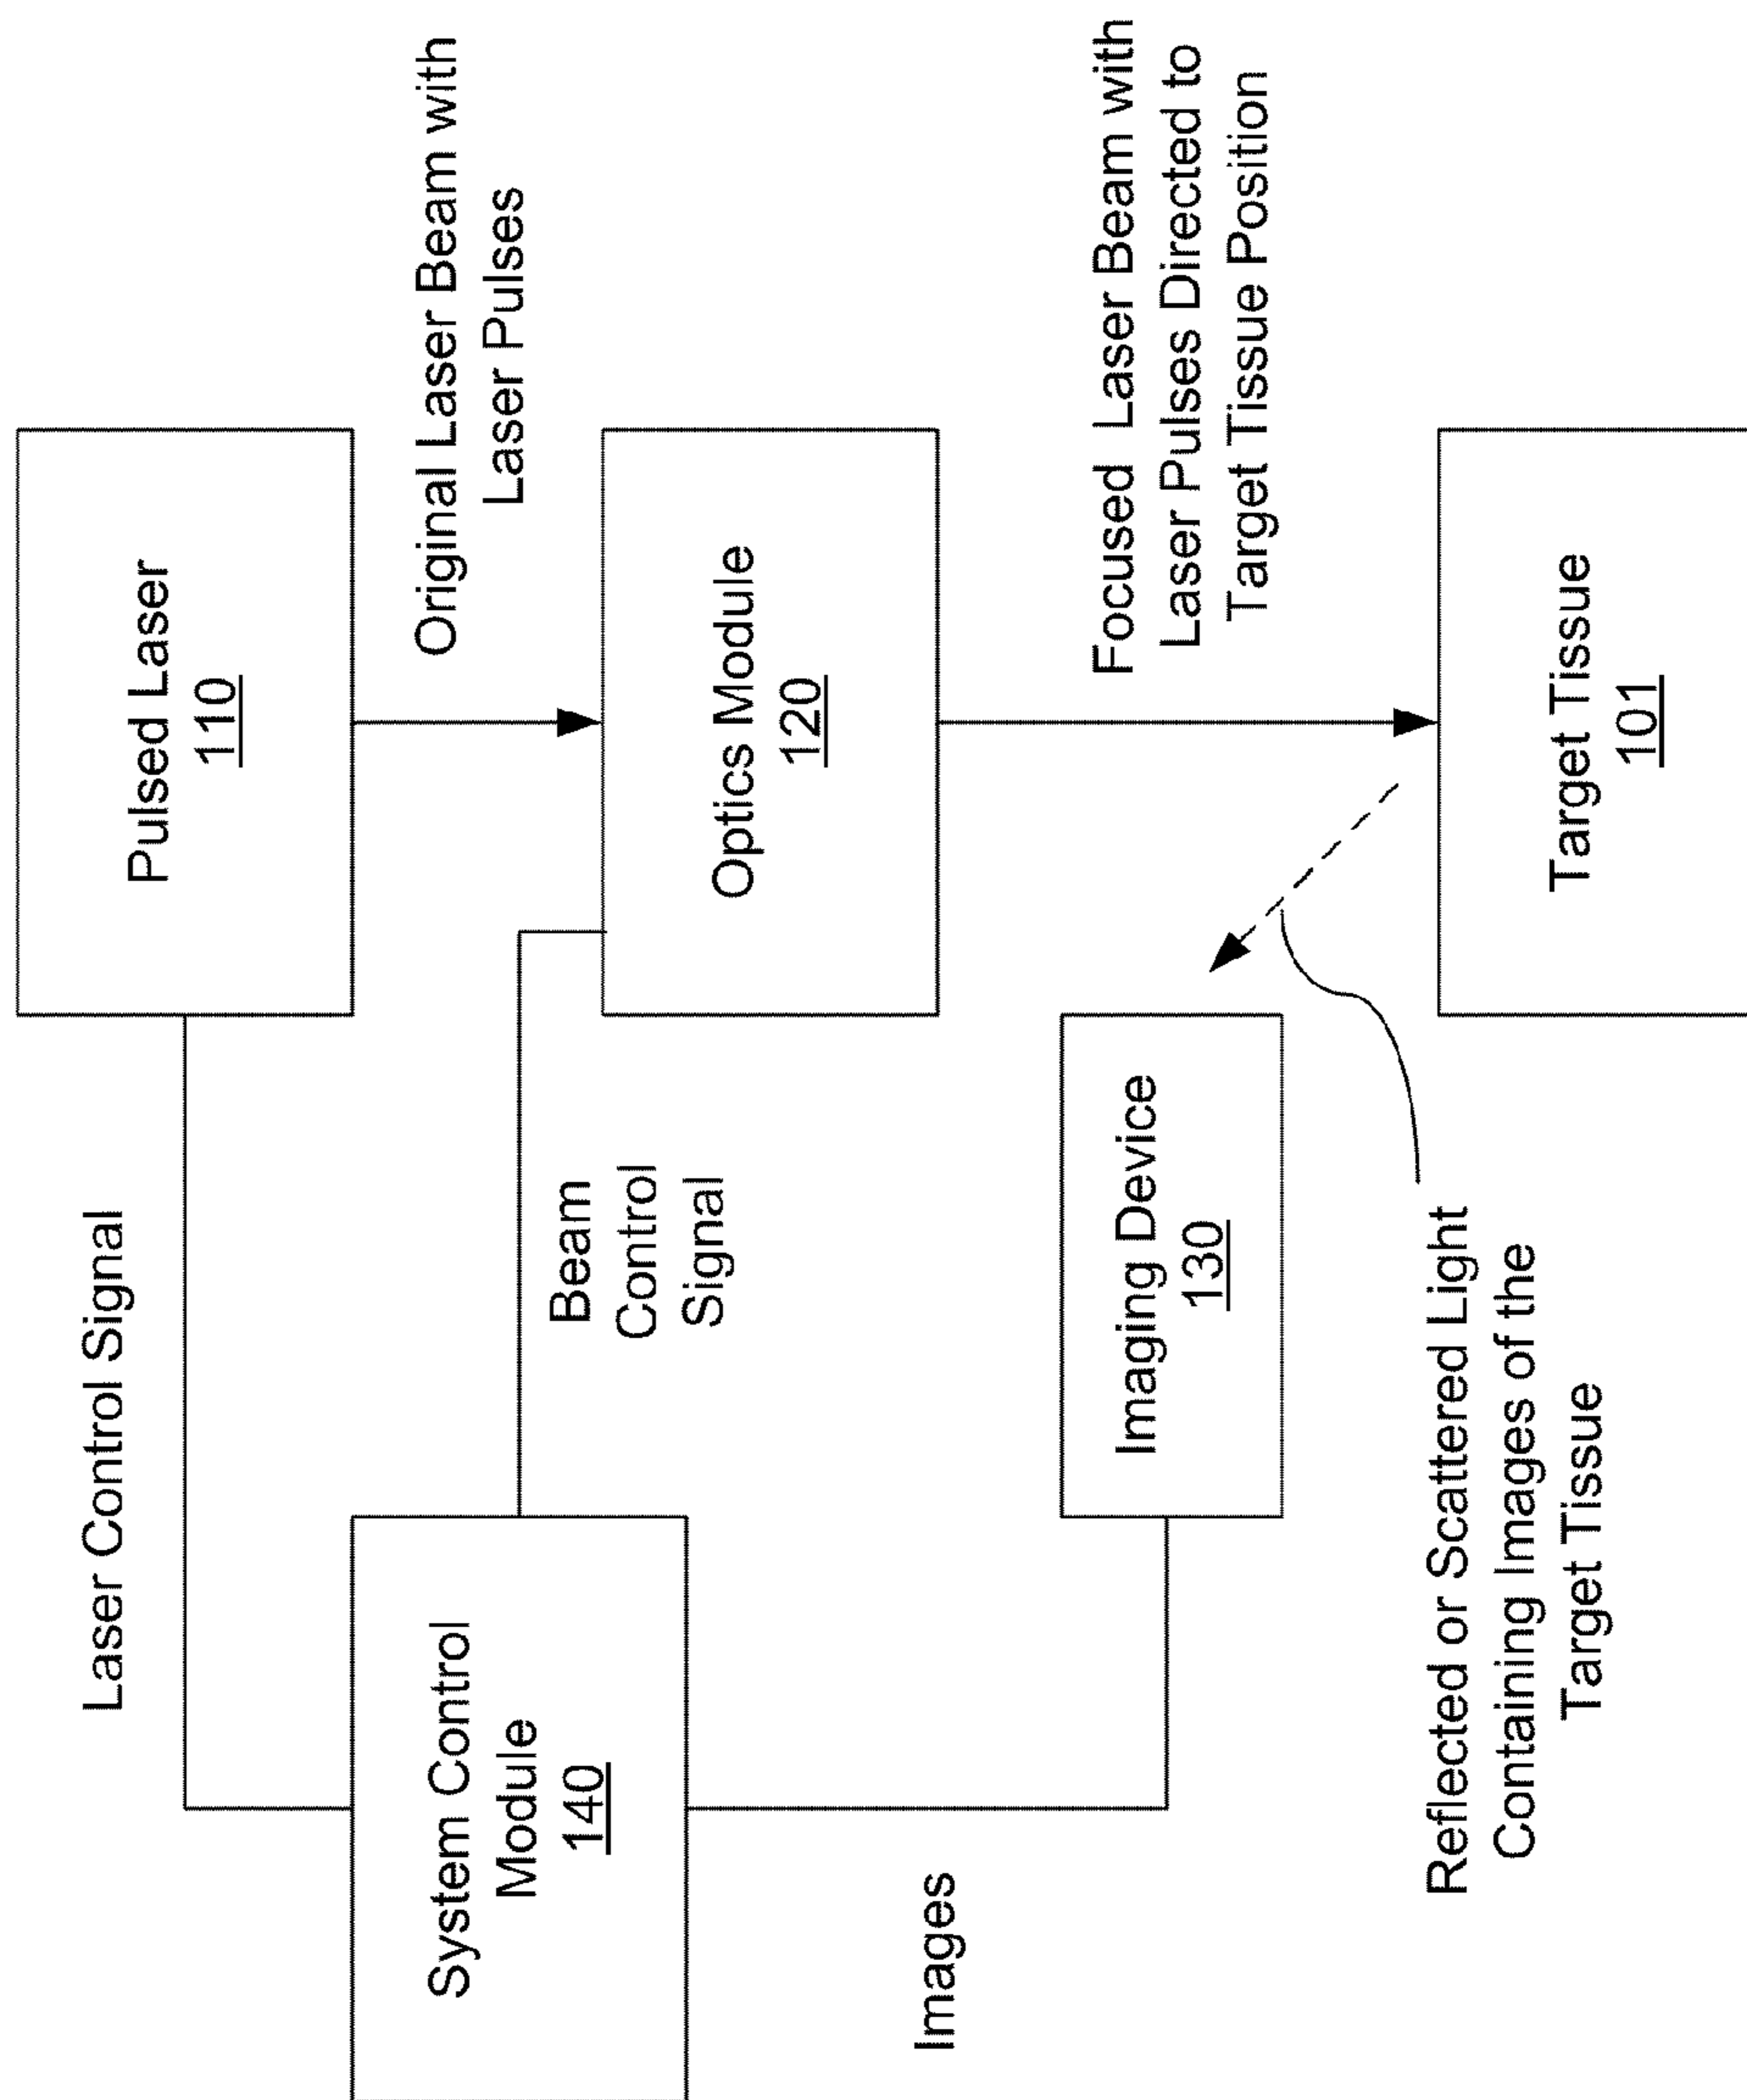 Laser Control Signal
Pulsed Laser
110
Original Laser Beam with
Laser Pulses
System Control
Module
140
Beam
Control
Signal
Optics Module
120
Images
Imaging Device
130
Focused Laser Beam with
Laser Pulses Directed to
Target Tissue Position
Reflected or Scattered Light
Containing Images of the
Target Tissue
Target Tissue
101